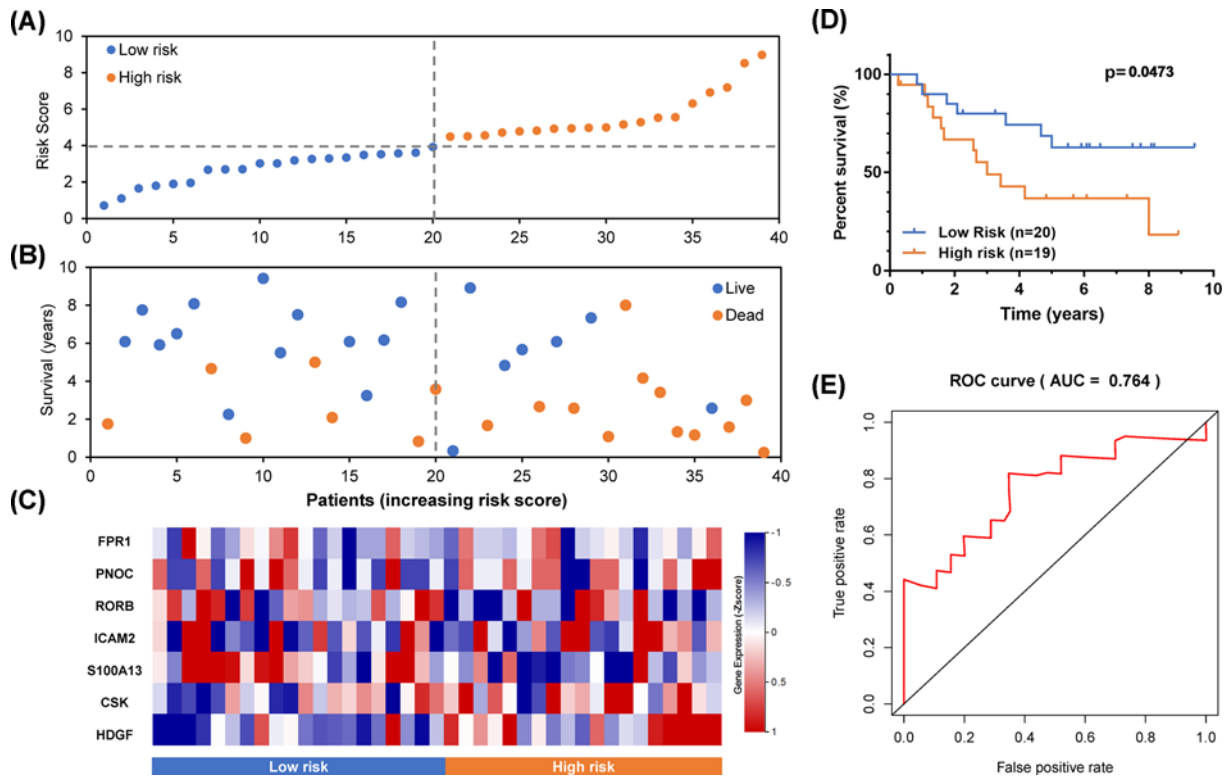 (A)
10
8
6
4
2
0
Risk Score
Low risk
High risk
0 5 10 15 20 25 30 35 40
(B)
10
8
6
4
2
0
Survival (years)
Live
Dead
0 5 10 15 20 25 30 35 40
Patients (increasing risk score)
(C)
FPR1
PNOC
RORB
ICAM2
S100A13
CSK
HDGF
Low risk High risk
-1
-0.5
0
0.5
1
Gene Expression (-Zscore)
(D)
p= 0.0473
100
50
0
Percent survival (%)
Low Risk (n=20)
High risk (n=19)
0 2 4 6 8 10
Time (years)
(E)
ROC curve ( AUC = 0.764 )
1.0
0.8
0.6
0.4
0.2
0.0
True positive rate
0.0 0.2 0.4 0.6 0.8 1.0
False positive rate